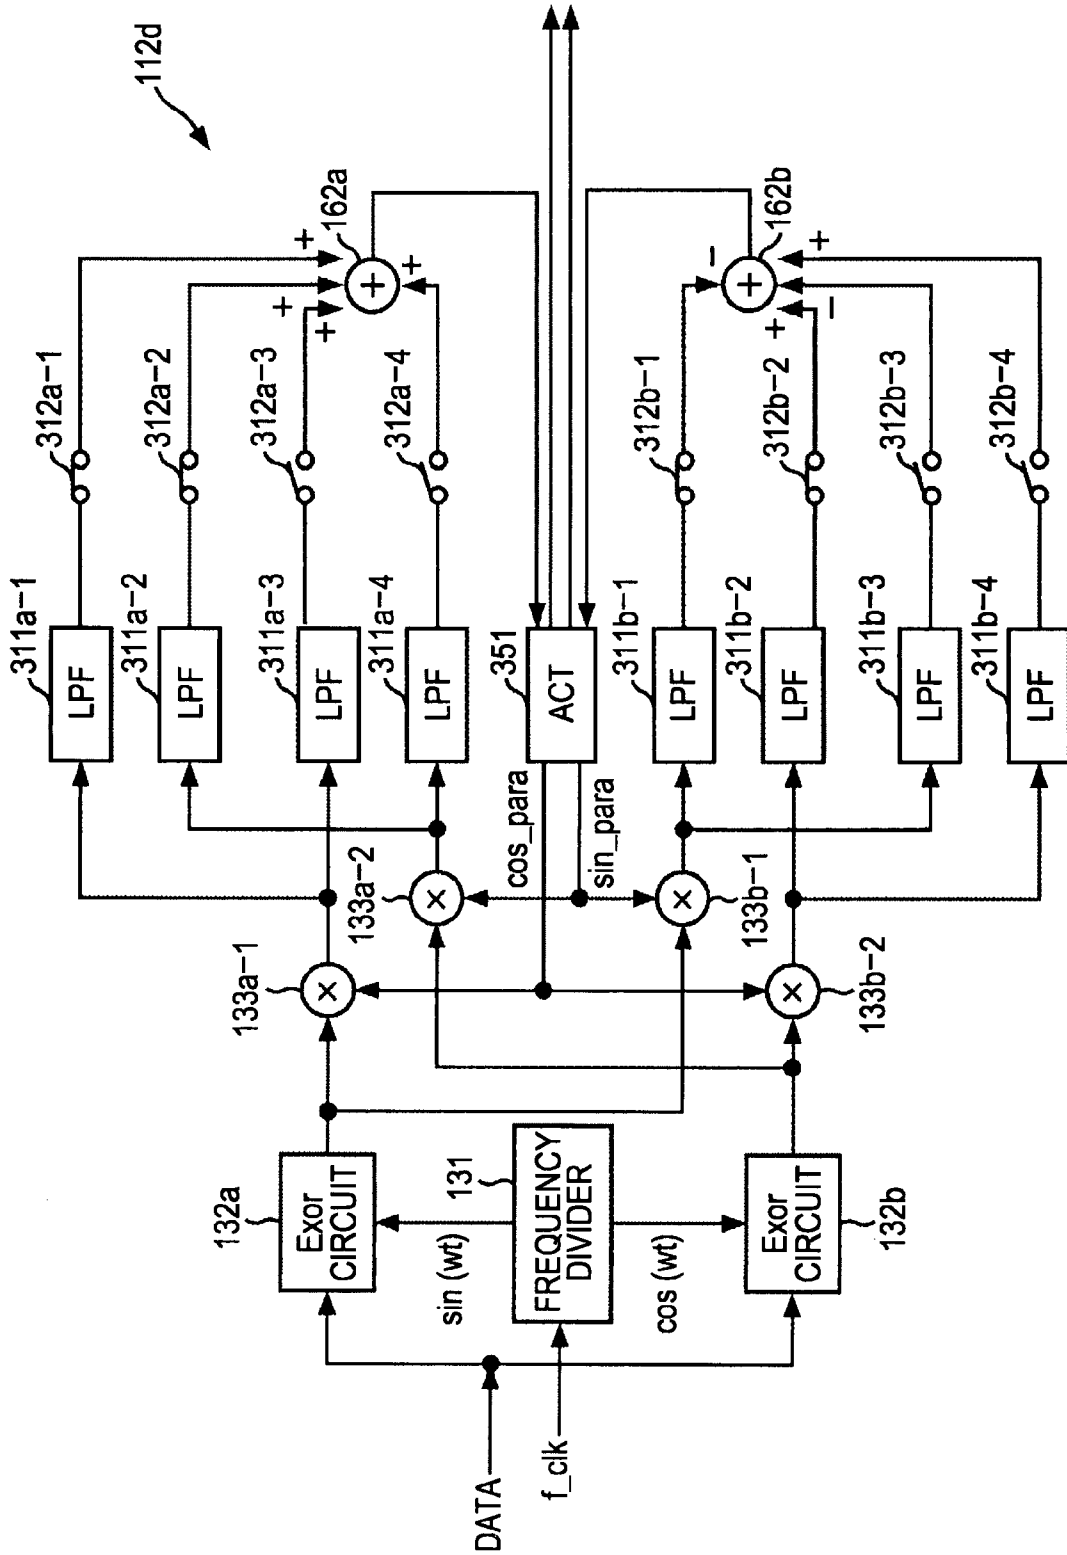 112d
DATA
f_clk
132a
Exor
CIRCUIT
sin (wt)
131
FREQUENCY
DIVIDER
cos (wt)
132b
Exor
CIRCUIT
133a-1
×
133a-2
×
cos_para
sin_para
133b-1
×
133b-2
×
311a-1
LPF
311a-2
LPF
311a-3
LPF
311a-4
LPF
351
ACT
311b-1
LPF
311b-2
LPF
311b-3
LPF
311b-4
LPF
312a-1
312a-2
312a-3
312a-4
312b-1
312b-2
312b-3
312b-4
162a
+
+
+
+
+
162b
+
−
+
−
+